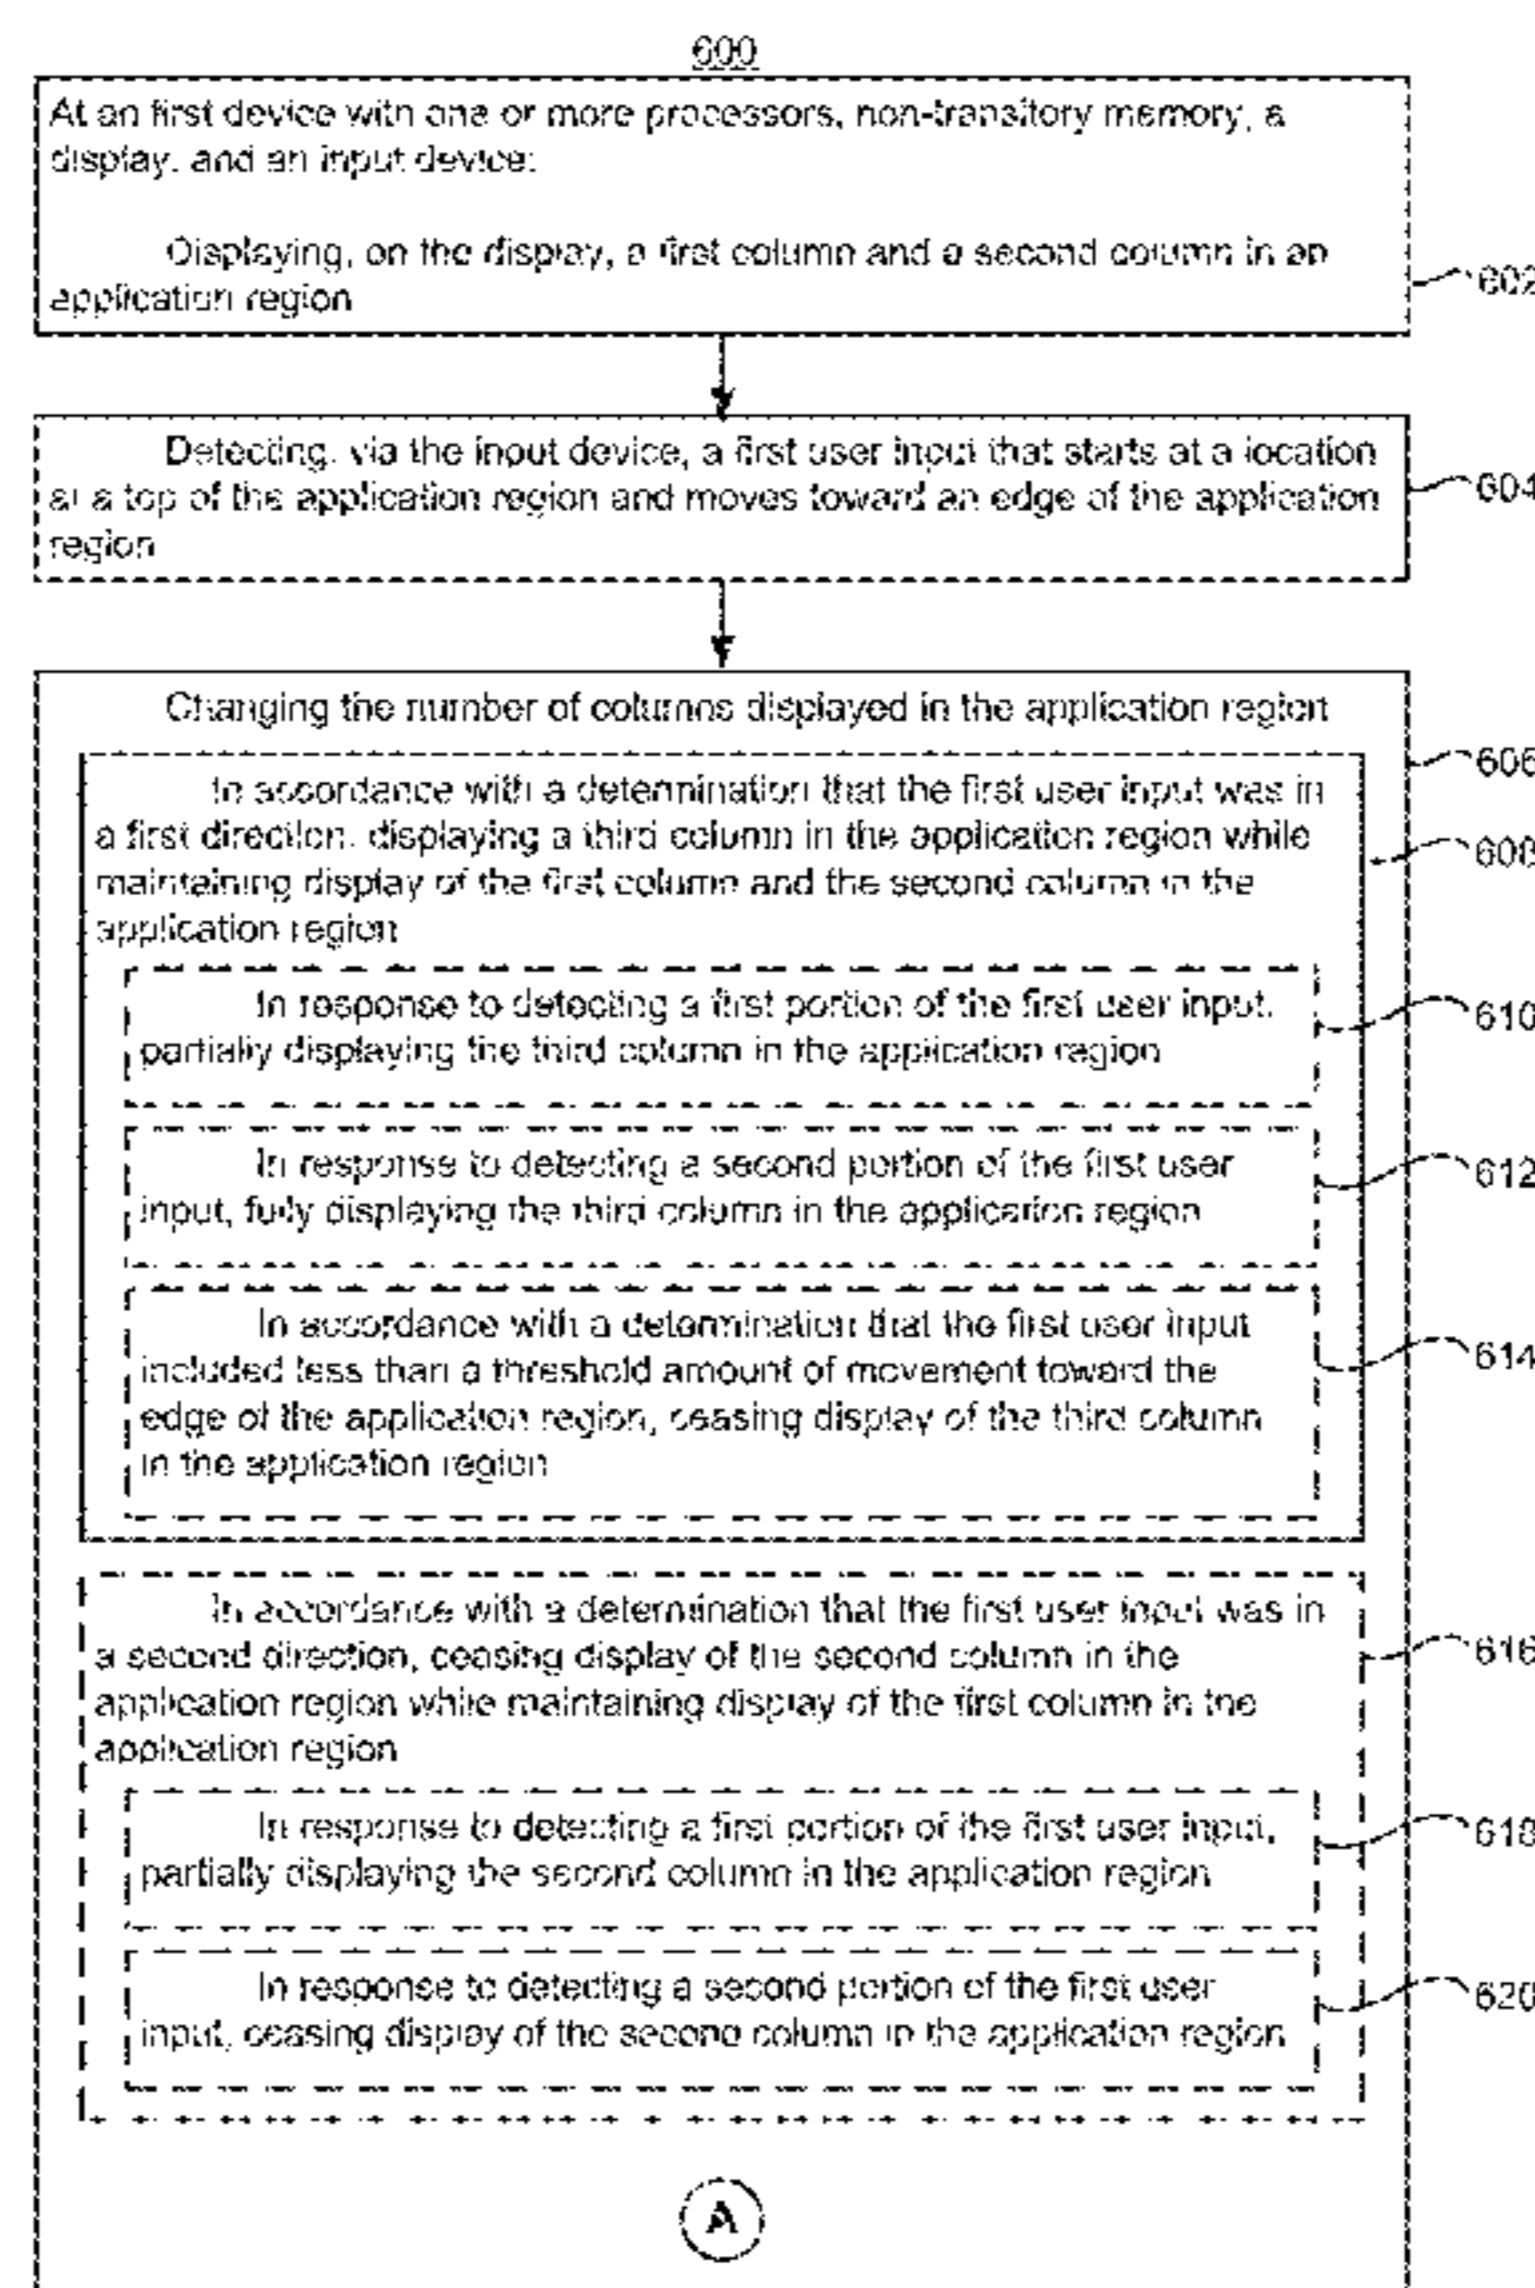 600
At an first device with one or more processors, non-transitory memory, a
display, and an input device:
Displaying, on the display, a first column and a second column in an
application region
602
Detecting, via the input device, a first user input that starts at a location
at a top of the application region and moves toward an edge of the application
region
604
Changing the number of columns displayed in the application region
606
In accordance with a determination that the first user input was in
a first direction, displaying a third column in the application region while
maintaining display of the first column and the second column in the
application region
608
In response to detecting a first portion of the first user input,
partially displaying the third column in the application region
610
In response to detecting a second portion of the first user
input, fully displaying the third column in the application region
612
In accordance with a determination that the first user input
included less than a threshold amount of movement toward the
edge of the application region, ceasing display of the third column
in the application region
614
In accordance with a determination that the first user input was in
a second direction, ceasing display of the second column in the
application region while maintaining display of the first column in the
application region
616
In response to detecting a first portion of the first user input,
partially displaying the second column in the application region
618
In response to detecting a second portion of the first user
input, ceasing display of the second column in the application region
620
A